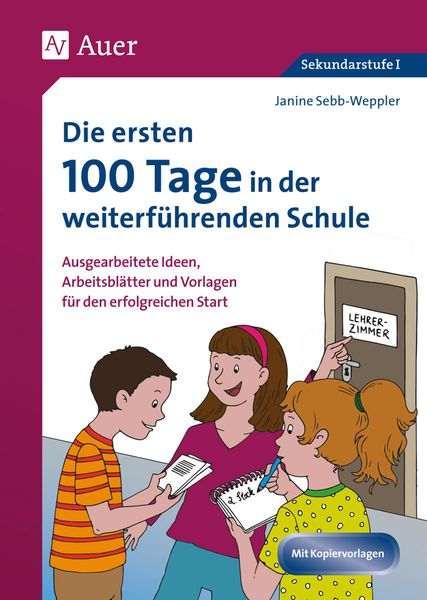 AV Auer
Sekundarstufe I
Janine Sebb-Weppler
Die ersten
100 Tage in der
weiterführenden Schule
Ausgearbeitete Ideen,
Arbeitsblätter und Vorlagen
für den erfolgreichen Start
LEHRER-
ZIMMER
2. Stock
Mit Kopiervorlagen